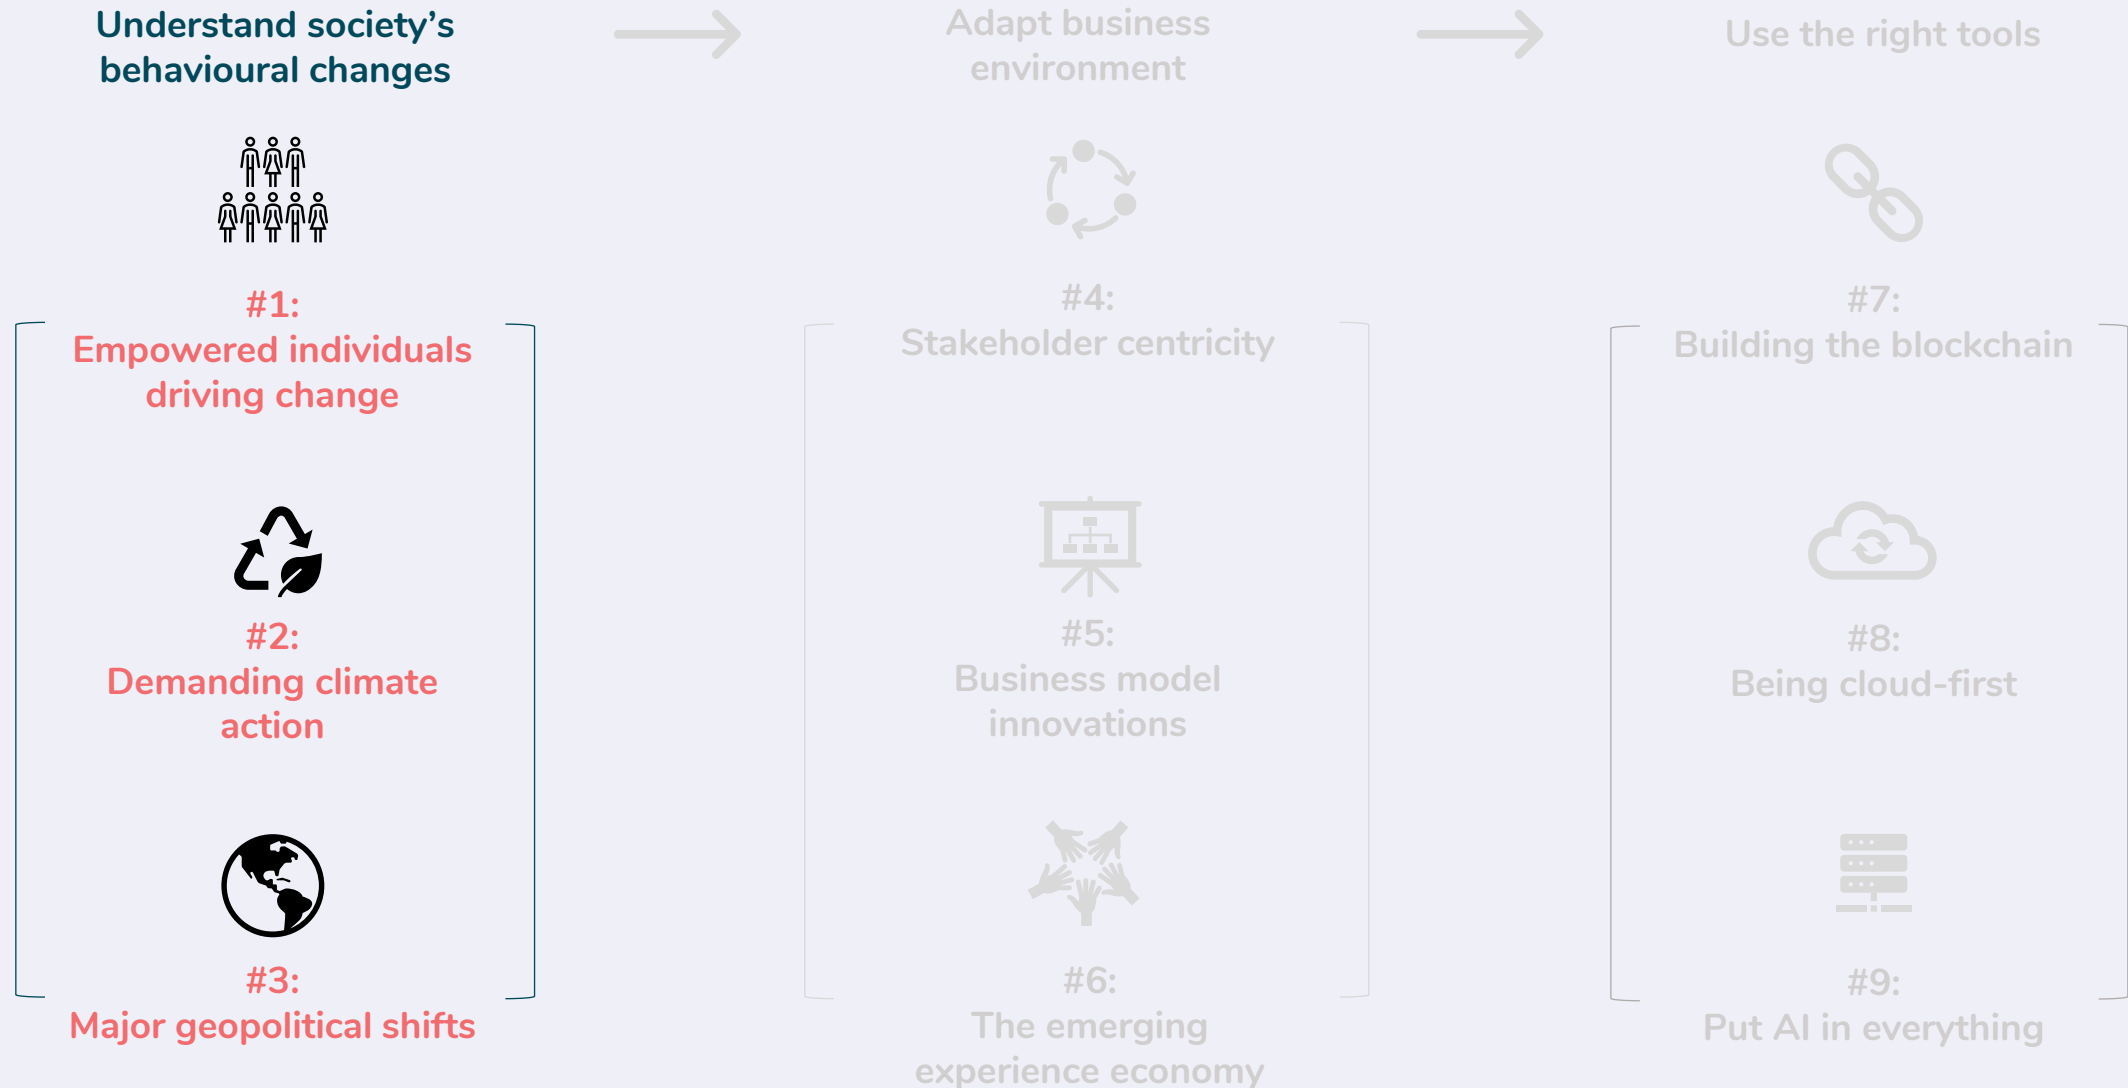 Understand society's
behavioural changes
#1:
Empowered individuals
driving change
#2:
Demanding climate
action
#3:
Major geopolitical shifts
Adapt business
environment
#4:
Stakeholder centricity
#5:
Business model
innovations
#6:
The emerging
experience economy
Use the right tools
#7:
Building the blockchain
#8:
Being cloud-first
#9:
Put AI in everything